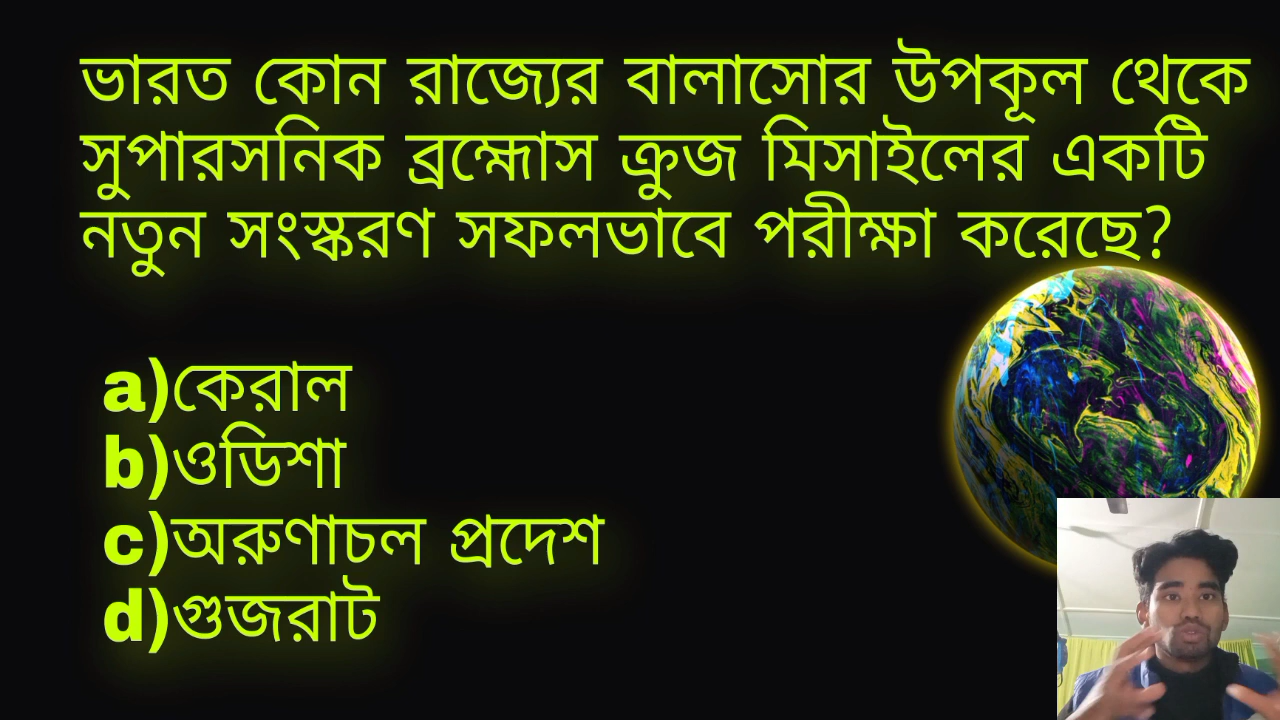 ভারত কোন রাজ্যের বালাসোর উপকূল থেকে
সুপারসনিক ব্রহ্মোস ক্রুজ মিসাইলের একটি
নতুন সংস্করণ সফলভাবে পরীক্ষা করেছে?
a)কেরাল
b)ওডিশা
c)অরুণাচল প্রদেশ
d)গুজরাট